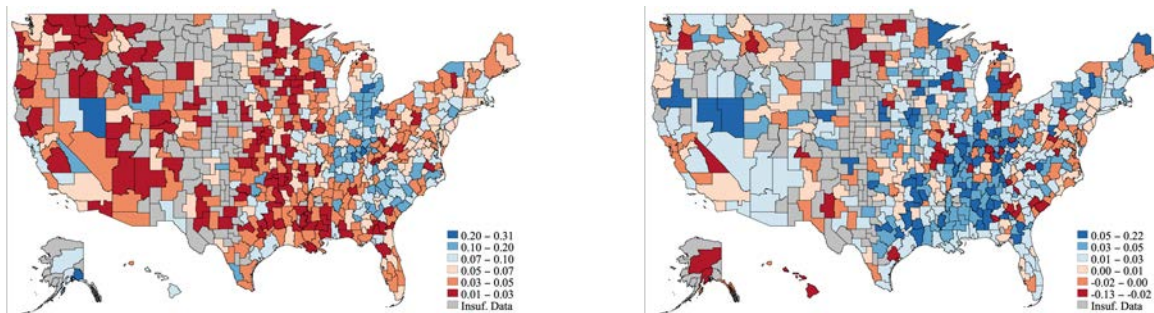 0.20 – 0.31
0.10 – 0.20
0.07 – 0.10
0.05 – 0.07
0.03 – 0.05
0.01 – 0.03
Insuf. Data
0.05 – 0.22
0.03 – 0.05
0.01 – 0.03
0.00 – 0.01
-0.02 – 0.00
-0.13 – -0.02
Insuf. Data